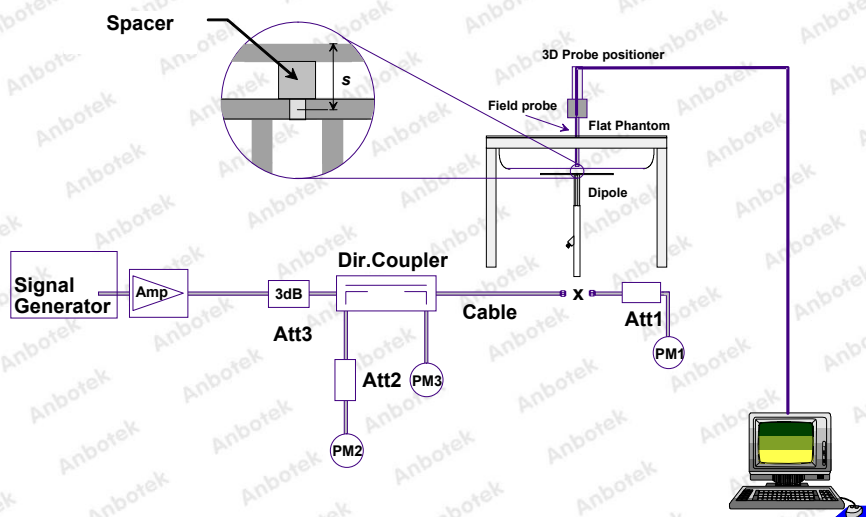 Spacer
s
3D Probe positioner
Field probe
Flat Phantom
Dipole
Signal
Generator
Amp
3dB
Att3
Dir.Coupler
Cable
x
Att1
PM1
Att2
PM3
PM2
Anbotek